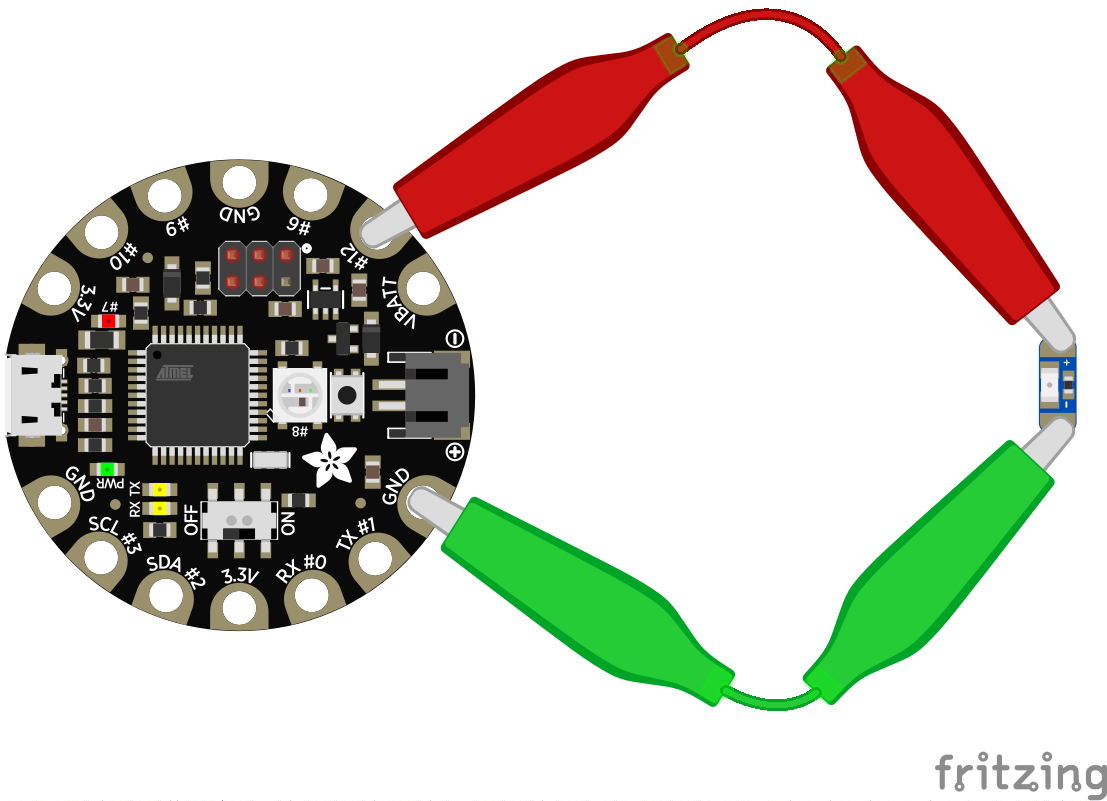 GND
#9
#6
#10
#12
3.3V
VBATT
#7
-
ATMEL
+
-
#8
+
GND
PWR
GND
RX TX
SCL #3
OFF
ON
TX #1
SDA #2
3.3V
RX #0
fritzing